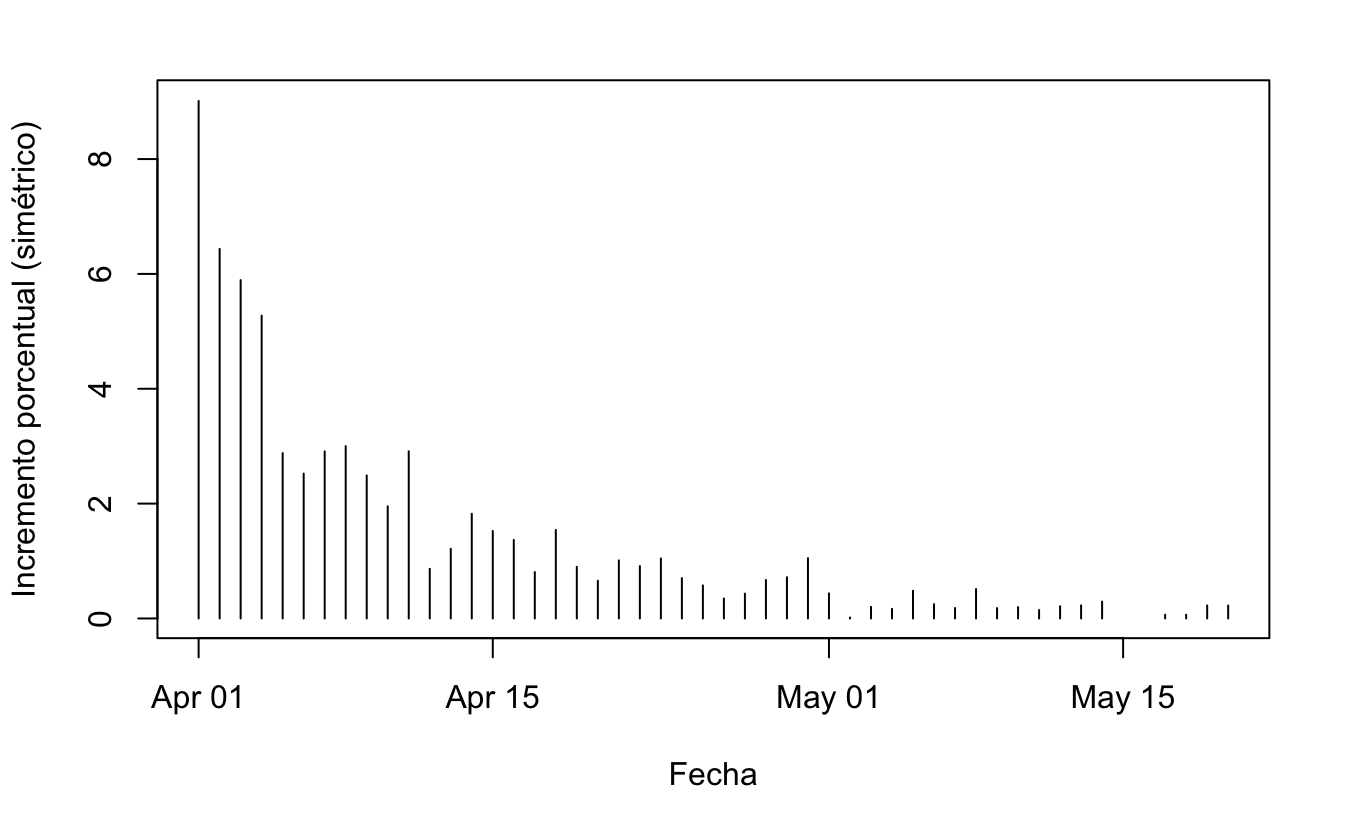 Incremento porcentual (simétrico)
8
6
4
2
0
Apr 01
Apr 15
May 01
May 15
Fecha